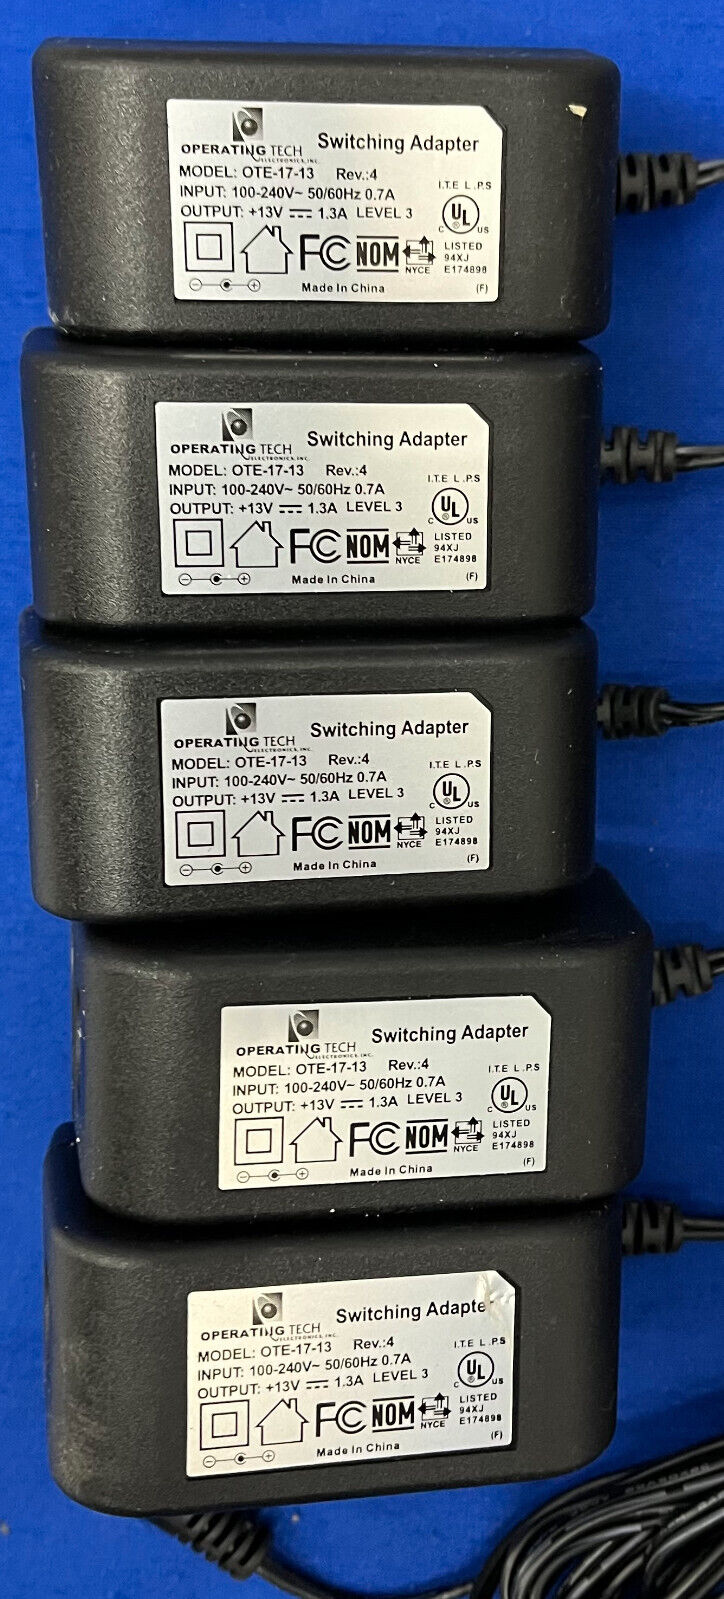 OPERATING TECH
ELECTRONICS, INC.
Switching Adapter
MODEL: OTE-17-13 Rev.:4
INPUT: 100-240V~ 50/60Hz 0.7A
OUTPUT: +13V ⎓ 1.3A LEVEL 3
I.T.E L .P.S
C UL US
®
LISTED
94XJ
E174898
FC NOM
NYCE
Made In China
(F)
OPERATING TECH
ELECTRONICS, INC.
Switching Adapter
MODEL: OTE-17-13 Rev.:4
INPUT: 100-240V~ 50/60Hz 0.7A
OUTPUT: +13V ⎓ 1.3A LEVEL 3
I.T.E L .P.S
C UL US
®
LISTED
94XJ
E174898
FC NOM
NYCE
Made In China
(F)
OPERATING TECH
ELECTRONICS, INC.
Switching Adapter
MODEL: OTE-17-13 Rev.:4
INPUT: 100-240V~ 50/60Hz 0.7A
OUTPUT: +13V ⎓ 1.3A LEVEL 3
I.T.E L .P.S
C UL US
®
LISTED
94XJ
E174898
FC NOM
NYCE
Made In China
(F)
OPERATING TECH
ELECTRONICS, INC.
Switching Adapter
MODEL: OTE-17-13 Rev.:4
INPUT: 100-240V~ 50/60Hz 0.7A
OUTPUT: +13V ⎓ 1.3A LEVEL 3
I.T.E L .P.S
C UL US
®
LISTED
94XJ
E174898
FC NOM
NYCE
Made In China
(F)
OPERATING TECH
ELECTRONICS, INC.
Switching Adapter
MODEL: OTE-17-13 Rev.:4
INPUT: 100-240V~ 50/60Hz 0.7A
OUTPUT: +13V ⎓ 1.3A LEVEL 3
I.T.E L .P.S
C UL US
®
LISTED
94XJ
E174898
FC NOM
NYCE
Made In China
(F)